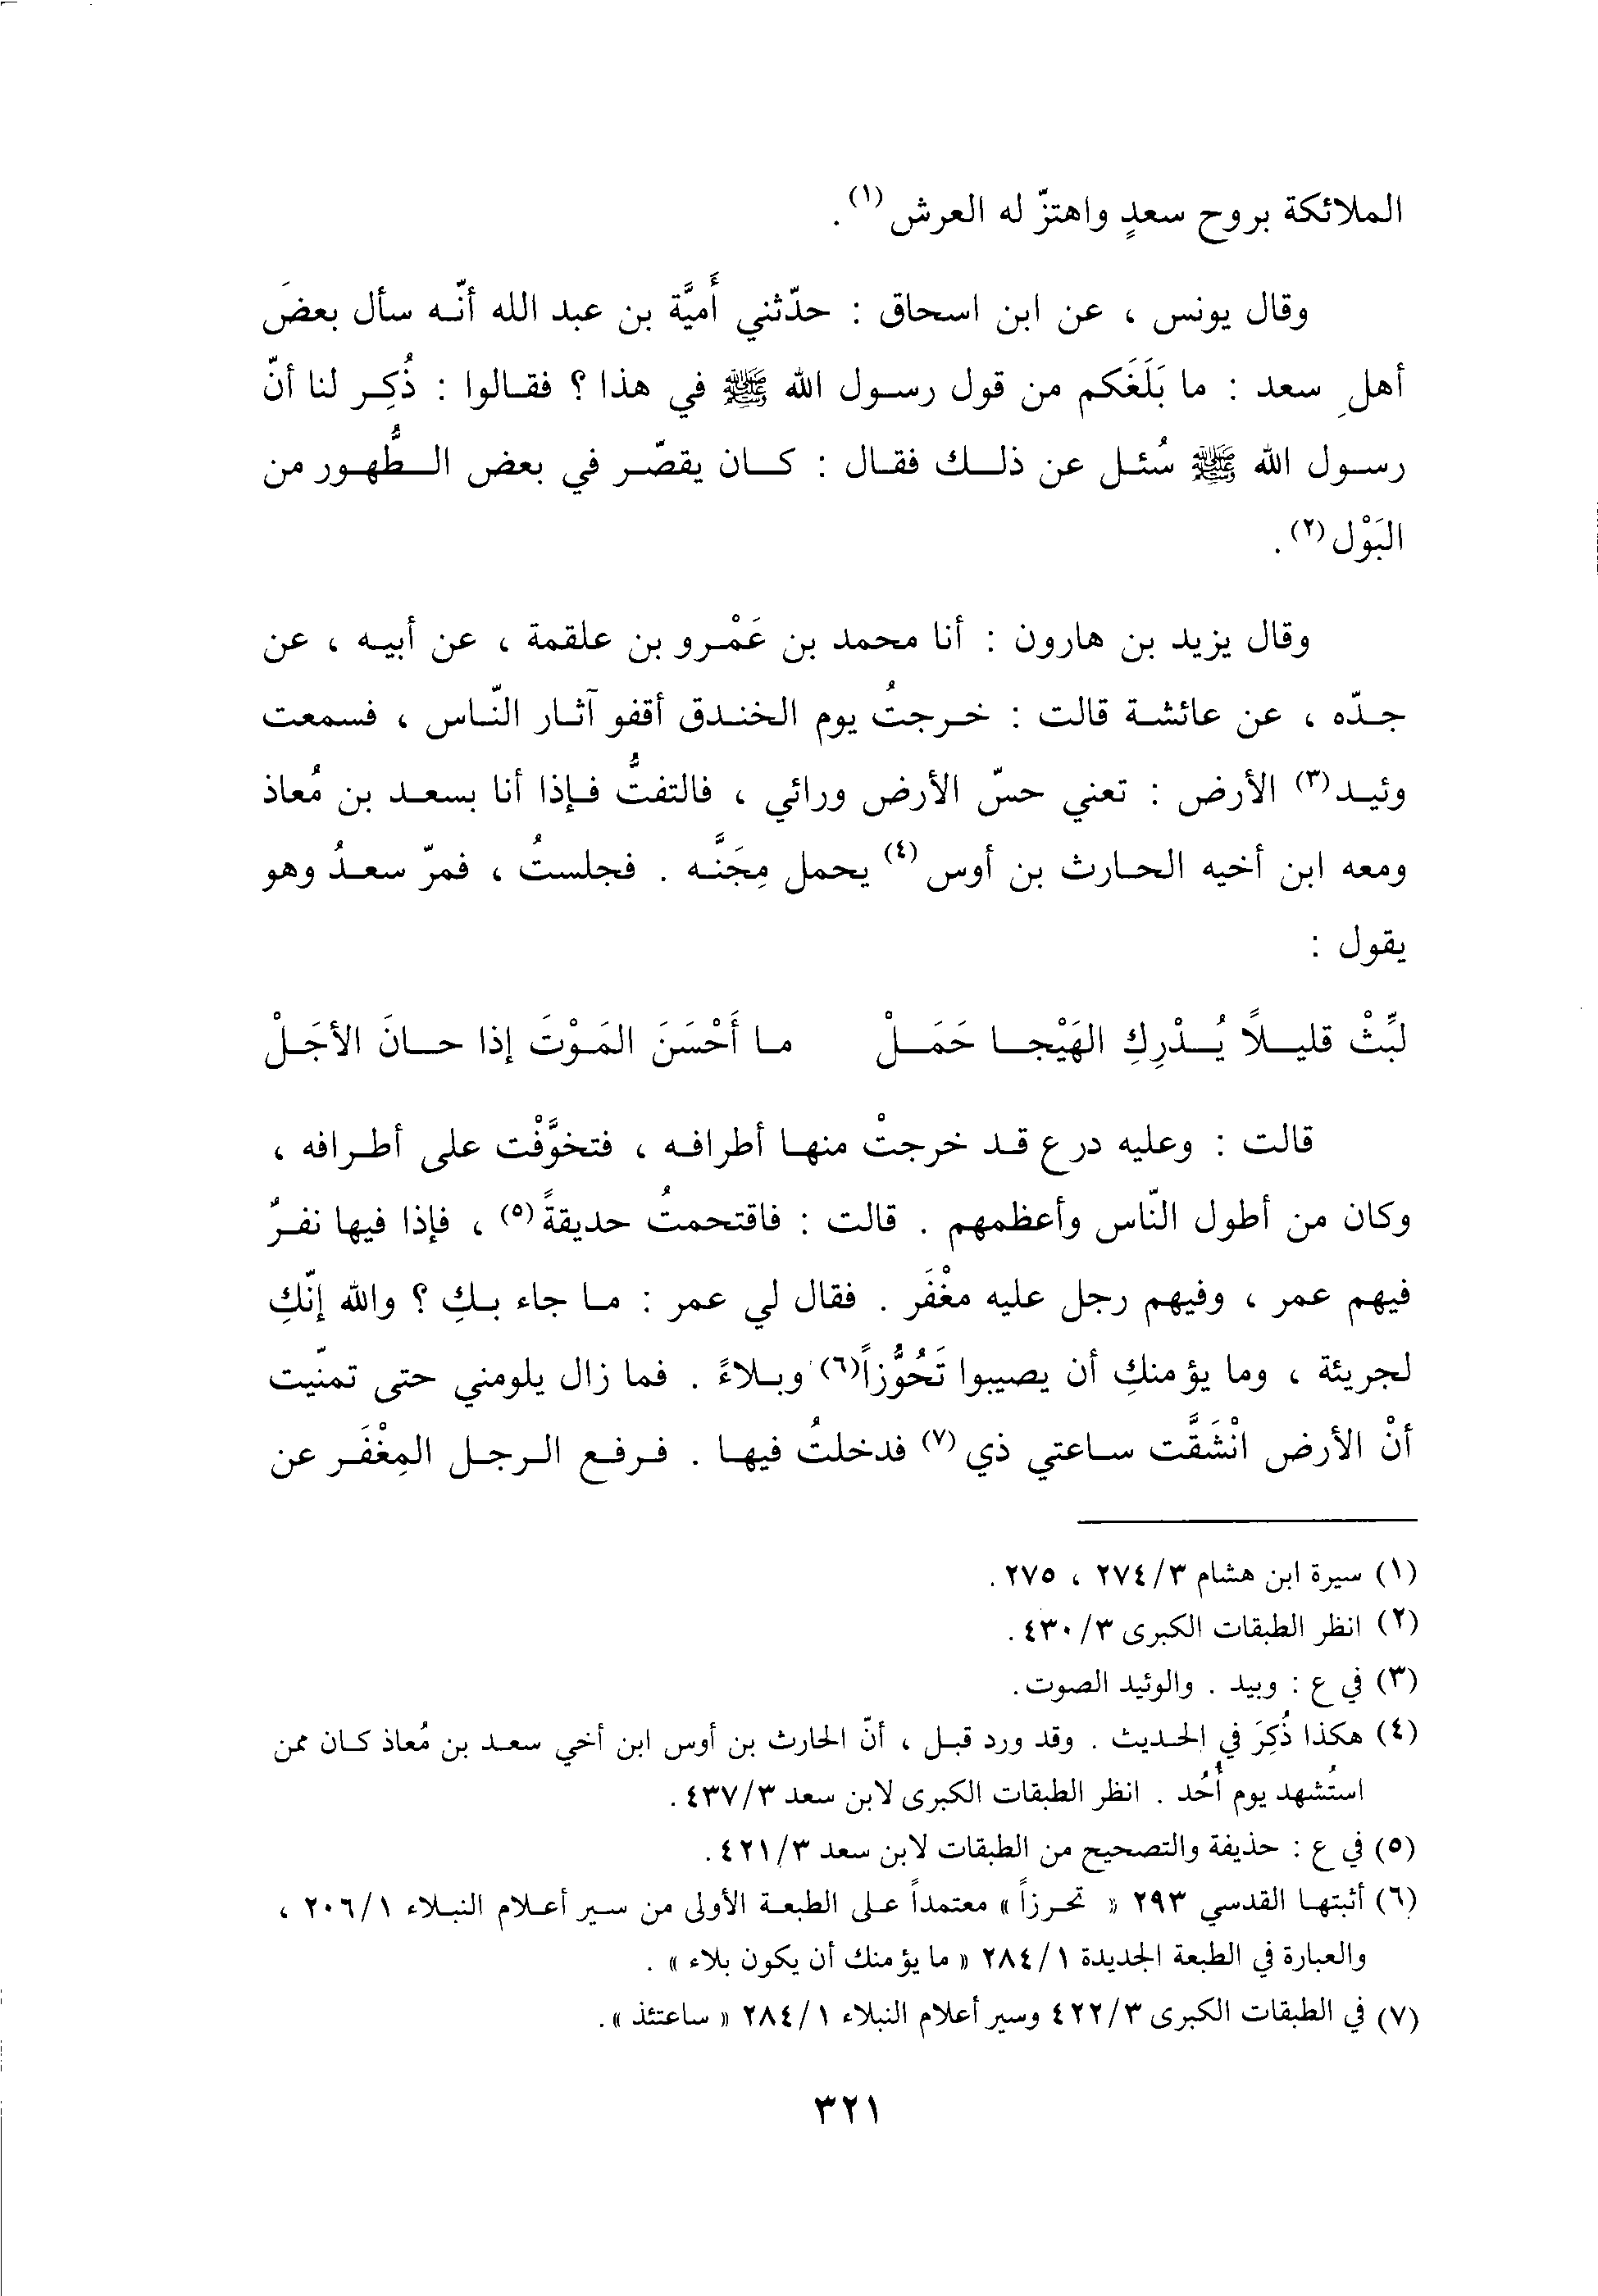 الملائكة بروح سعدٍ واهتزّ له العرش(١) .
وقال يونس ، عن ابن اسحاق : حدّثني أُميَّة بن عبد الله أنّه سأل بعضَ
أهلِ سعد : ما بَلَغَكم من قول رسول الله ﷺ في هذا ؟ فقالوا : ذُكِر لنا أنّ
رسول الله ﷺ سُئل عن ذلك فقال : كان يقصّر في بعض الطُّهور من
البَوْل(٢) .
وقال يزيد بن هارون : أنا محمد بن عَمْرو بن علقمة ، عن أبيه ، عن
جدّه ، عن عائشة قالت : خرجتُ يوم الخندق أقفو آثار النّاس ، فسمعت
وئيد(٣) الأرض : تعني حسّ الأرض ورائي ، فالتفتُّ فإذا أنا بسعد بن مُعاذ
ومعه ابن أخيه الحارث بن أوس(٤) يحمل مِجَنَّه . فجلستُ ، فمرّ سعدُ وهو
يقول :
لبِّثْ قليلاً يُدْرِكِ الهَيْجا حَمَلْ ما أَحْسَنَ المَوْتَ إذا حانَ الأجَلْ
قالت : وعليه درع قد خرجتْ منها أطرافه ، فتخوَّفْت على أطرافه ،
وكان من أطول النّاس وأعظمهم . قالت : فاقتحمتُ حديقةً(٥) ، فإذا فيها نفرٌ
فيهم عمر ، وفيهم رجل عليه مغْفَر . فقال لي عمر : ما جاء بكِ ؟ والله إنّكِ
لجريئة ، وما يؤمنكِ أن يصيبوا تَحُوُّزاً(٦) وبلاءً . فما زال يلومني حتى تمنّيت
أنْ الأرض انْشَقَّت ساعتي ذي(٧) فدخلتُ فيها . فرفع الرجل المِغْفَر عن
(١) سيرة ابن هشام ٢٧٤/٣ ، ٢٧٥ .
(٢) انظر الطبقات الكبرى ٤٣٠/٣ .
(٣) في ع : وبيد . والوئيد الصوت .
(٤) هكذا ذُكِرَ في الحديث . وقد ورد قبل ، أنّ الحارث بن أوس ابن أخي سعد بن مُعاذ كان ممن
استُشهد يوم أُحُد . انظر الطبقات الكبرى لابن سعد ٤٣٧/٣ .
(٥) في ع : حذيفة والتصحيح من الطبقات لابن سعد ٤٢١/٣ .
(٦) أثبتها القدسي ٢٩٣ « تحرزاً » معتمداً على الطبعة الأولى من سير أعلام النبلاء ٢٠٦/١ ،
والعبارة في الطبعة الجديدة ٢٨٤/١ « ما يؤمنك أن يكون بلاء » .
(٧) في الطبقات الكبرى ٤٢٢/٣ وسير أعلام النبلاء ٢٨٤/١ « ساعتئذ » .
٣٢١